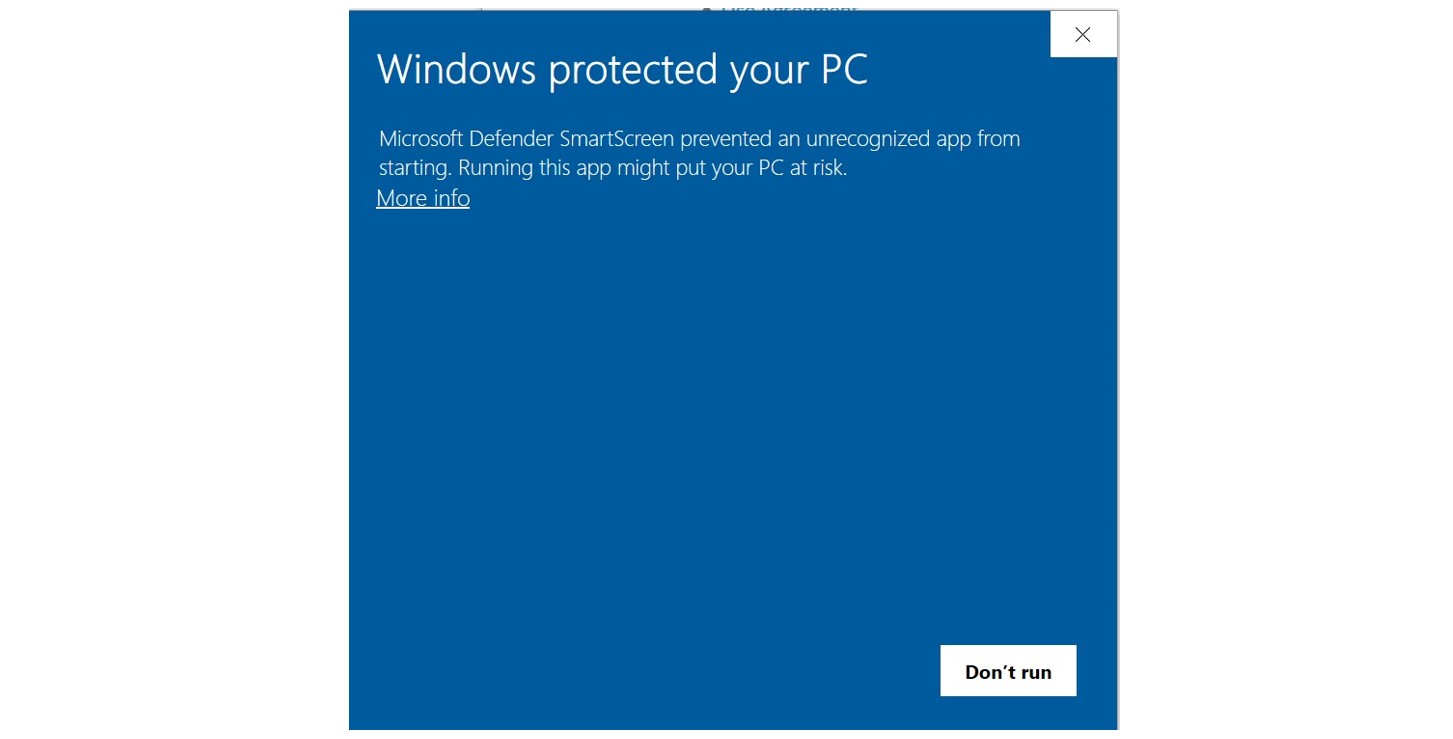 Windows protected your PC
Microsoft Defender SmartScreen prevented an unrecognized app from
starting. Running this app might put your PC at risk.
More info
Don’t run